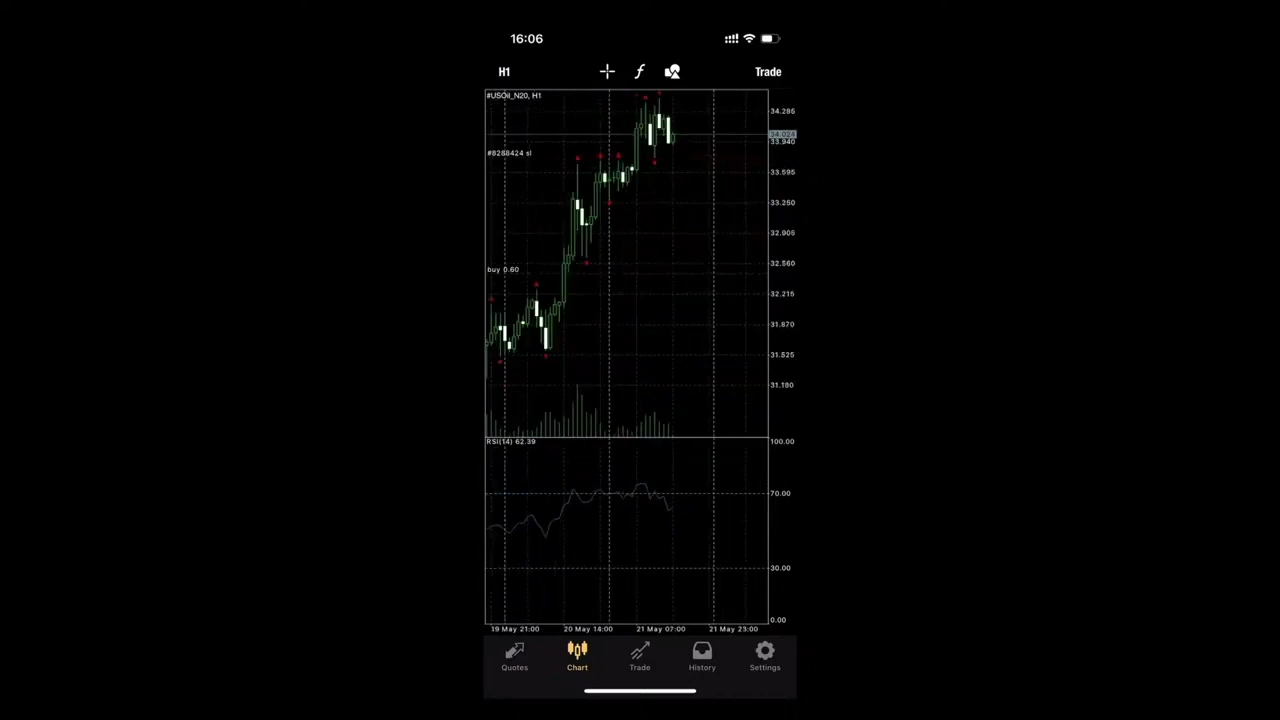 16:06
H1
Trade
#USOil_N20, H1
34.285
34.024
33.940
#8288424 sl
33.595
33.250
32.905
32.560
buy 0.60
32.215
31.870
31.525
31.180
RSI(14) 62.39
100.00
70.00
30.00
0.00
19 May 21:00 20 May 14:00 21 May 07:00 21 May 23:00
Quotes Chart Trade History Settings